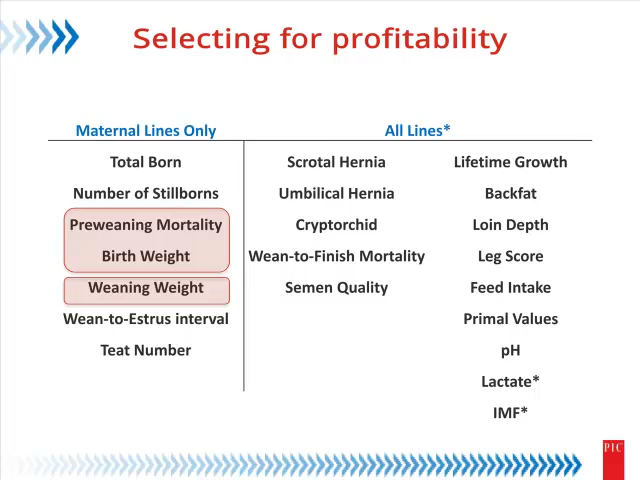 Selecting for profitability
Maternal Lines Only All Lines*
Total Born Scrotal Hernia Lifetime Growth
Number of Stillborns Umbilical Hernia Backfat
Preweaning Mortality Cryptorchid Loin Depth
Birth Weight Wean-to-Finish Mortality Leg Score
Weaning Weight Semen Quality Feed Intake
Wean-to-Estrus interval Primal Values
Teat Number pH
Lactate*
IMF*
PIC